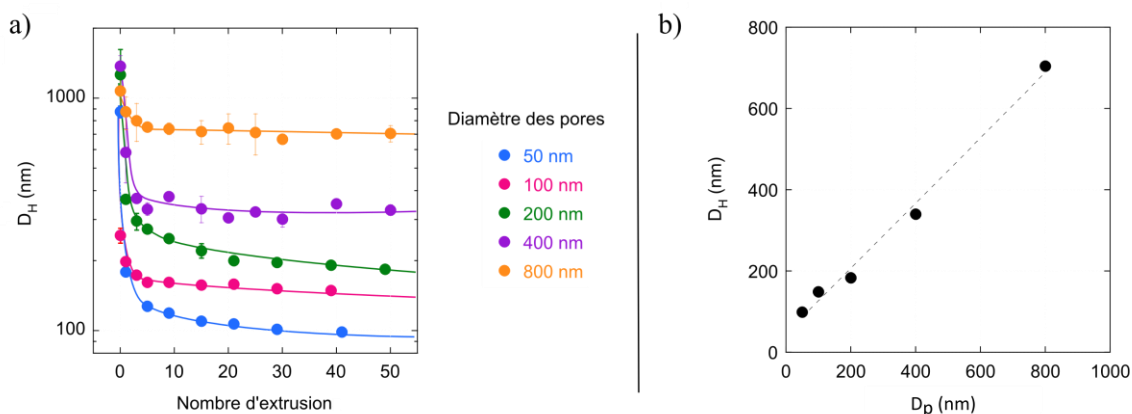 a)
D_H (nm)
1000
100
0 10 20 30 40 50
Nombre d'extrusion
Diamètre des pores
50 nm
100 nm
200 nm
400 nm
800 nm
b)
D_H (nm)
800
600
400
200
0
0 200 400 600 800 1000
D_p (nm)